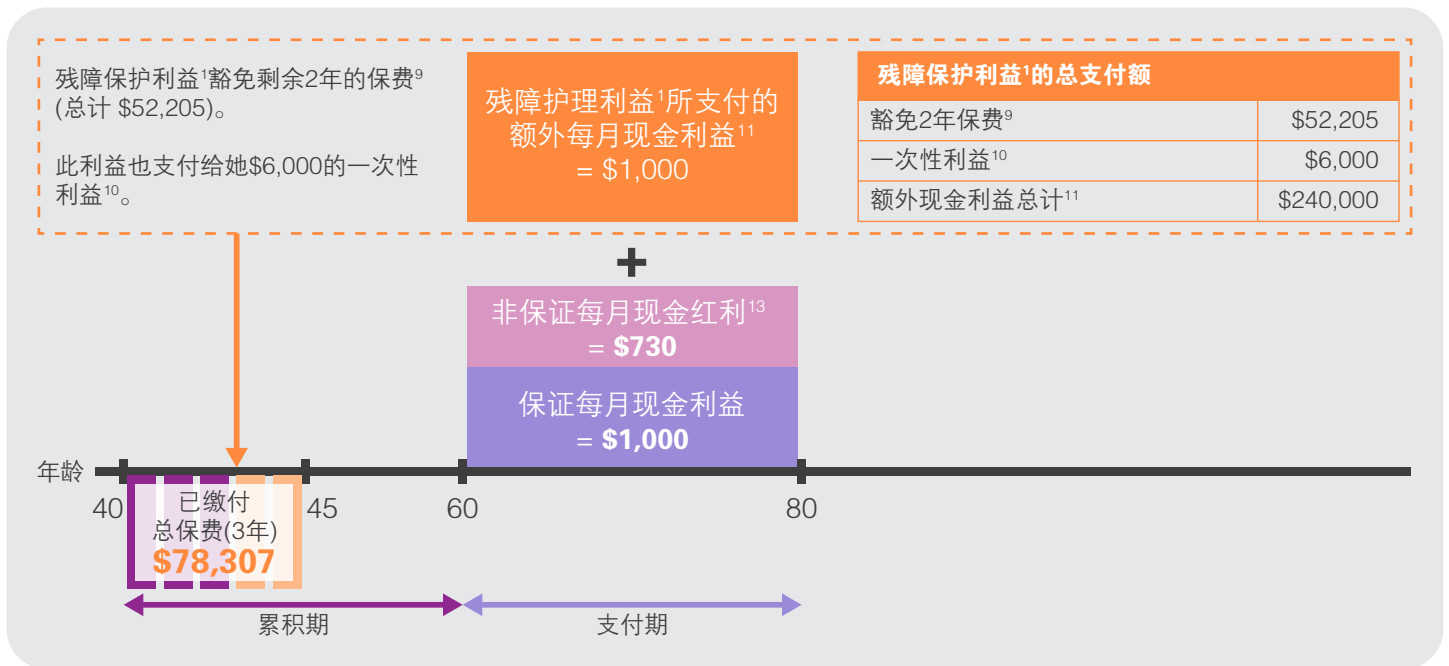 残障保护利益¹豁免剩余2年的保费⁹
(总计 $52,205)。
此利益也支付给她$6,000的一次性
利益¹⁰。
残障护理利益¹所支付的
额外每月现金利益¹¹
= $1,000
残障保护利益¹的总支付额
豁免2年保费⁹ $52,205
一次性利益¹⁰ $6,000
额外现金利益总计¹¹ $240,000
+
非保证每月现金红利¹³
= $730
保证每月现金利益
= $1,000
年龄
40 45 60 80
已缴付
总保费(3年)
$78,307
累积期 支付期